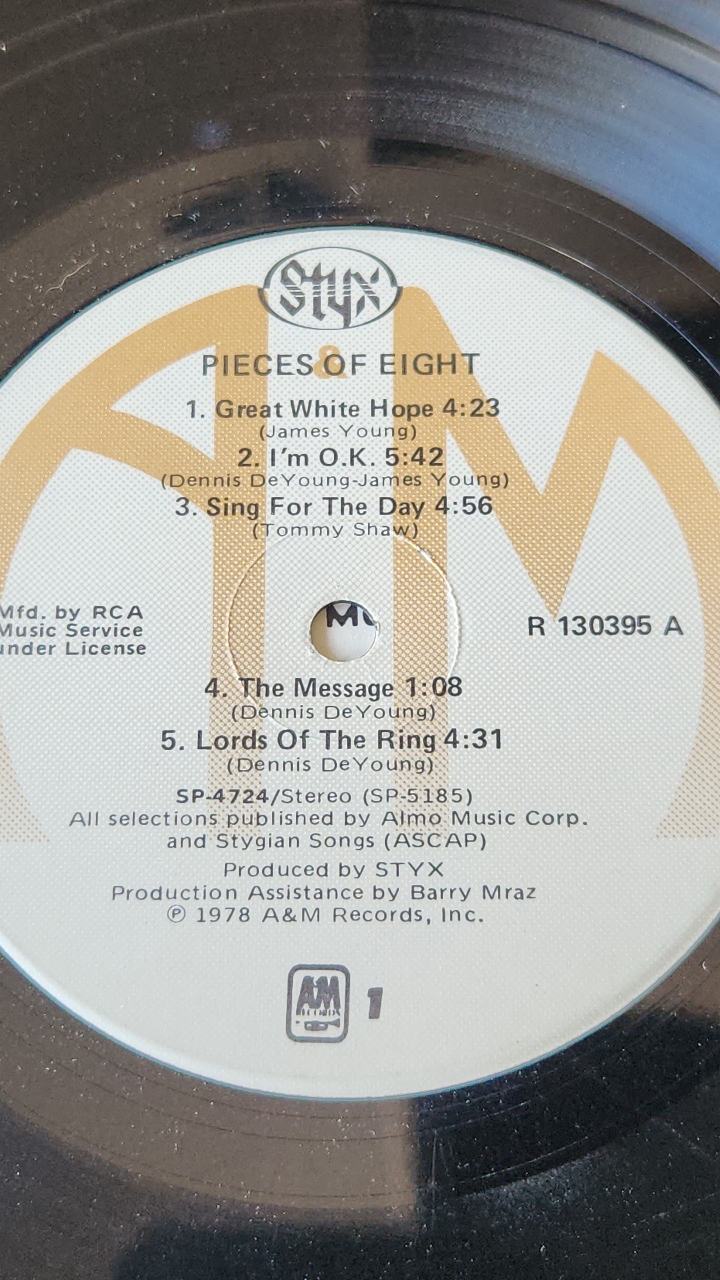 Styx
PIECES OF EIGHT
&
1. Great White Hope 4:23
(James Young)
2. I'm O.K. 5:42
(Dennis DeYoung-James Young)
3. Sing For The Day 4:56
(Tommy Shaw)
Mfd. by RCA
Music Service
under License
R 130395 A
4. The Message 1:08
(Dennis DeYoung)
5. Lords Of The Ring 4:31
(Dennis DeYoung)
SP-4724/Stereo (SP-5185)
All selections published by Almo Music Corp.
and Stygian Songs (ASCAP)
Produced by STYX
Production Assistance by Barry Mraz
℗ 1978 A&M Records, Inc.
AM
RECORDS
1